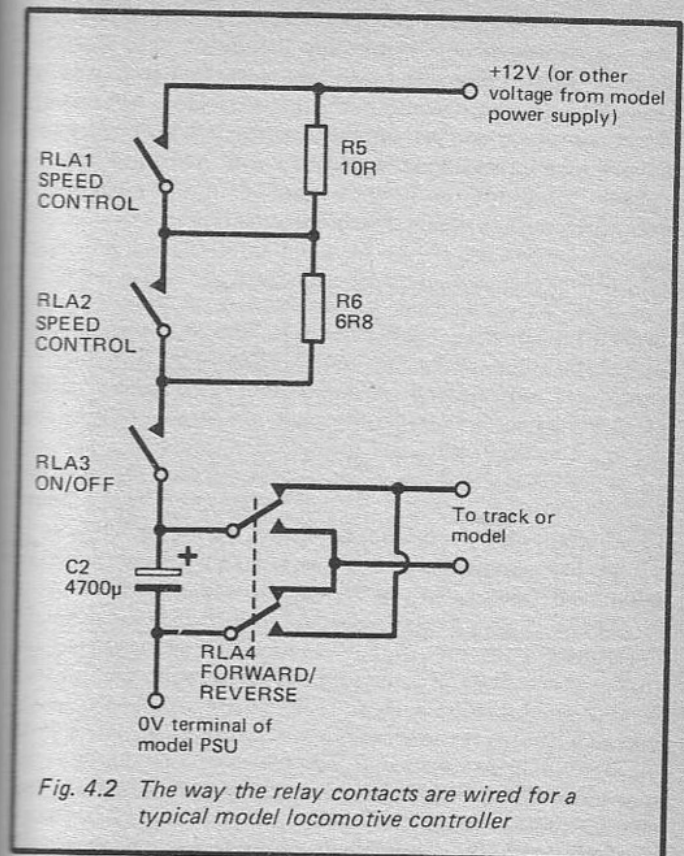 +12V (or other
voltage from model
power supply)
R5
10R
RLA1
SPEED
CONTROL
RLA2
SPEED
CONTROL
R6
6R8
RLA3
ON/OFF
To track or
model
+
C2
4700µ
RLA4
FORWARD/
REVERSE
0V terminal of
model PSU
Fig. 4.2 The way the relay contacts are wired for a
typical model locomotive controller